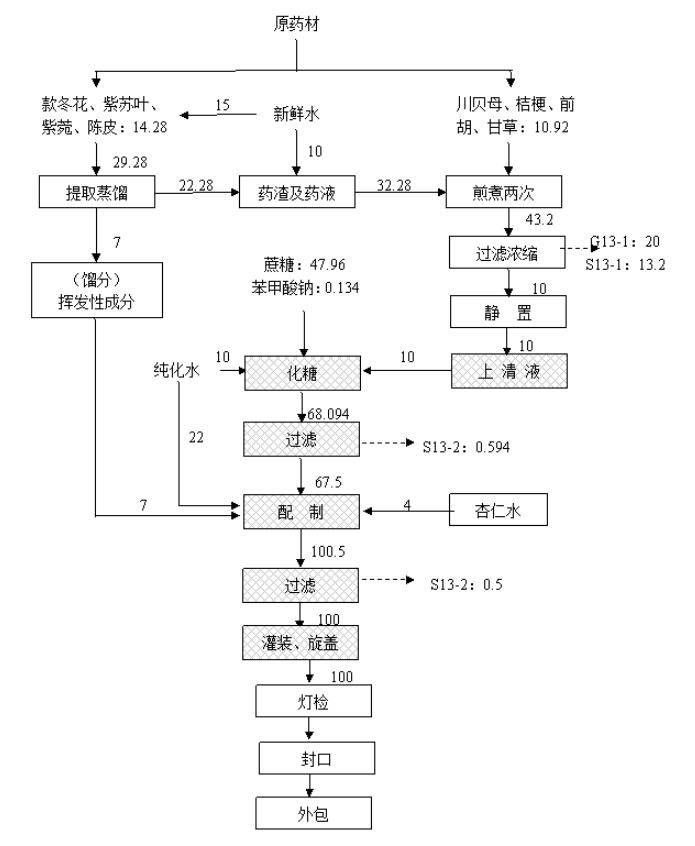 原药材
款冬花、紫苏叶、
紫菀、陈皮：14.28
15
新鲜水
川贝母、桔梗、前
胡、甘草：10.92
29.28
10
提取蒸馏
22.28
药渣及药液
32.28
煎煮两次
43.2
7
过滤浓缩
G13-1：20
S13-1：13.2
（馏分）
挥发性成分
蔗糖：47.96
苯甲酸钠：0.134
10
静 置
10
纯化水
10
化糖
10
上 清 液
68.094
22
过滤
S13-2：0.594
67.5
7
配 制
4
杏仁水
100.5
过滤
S13-2：0.5
100
灌装、旋盖
100
灯检
封口
外包